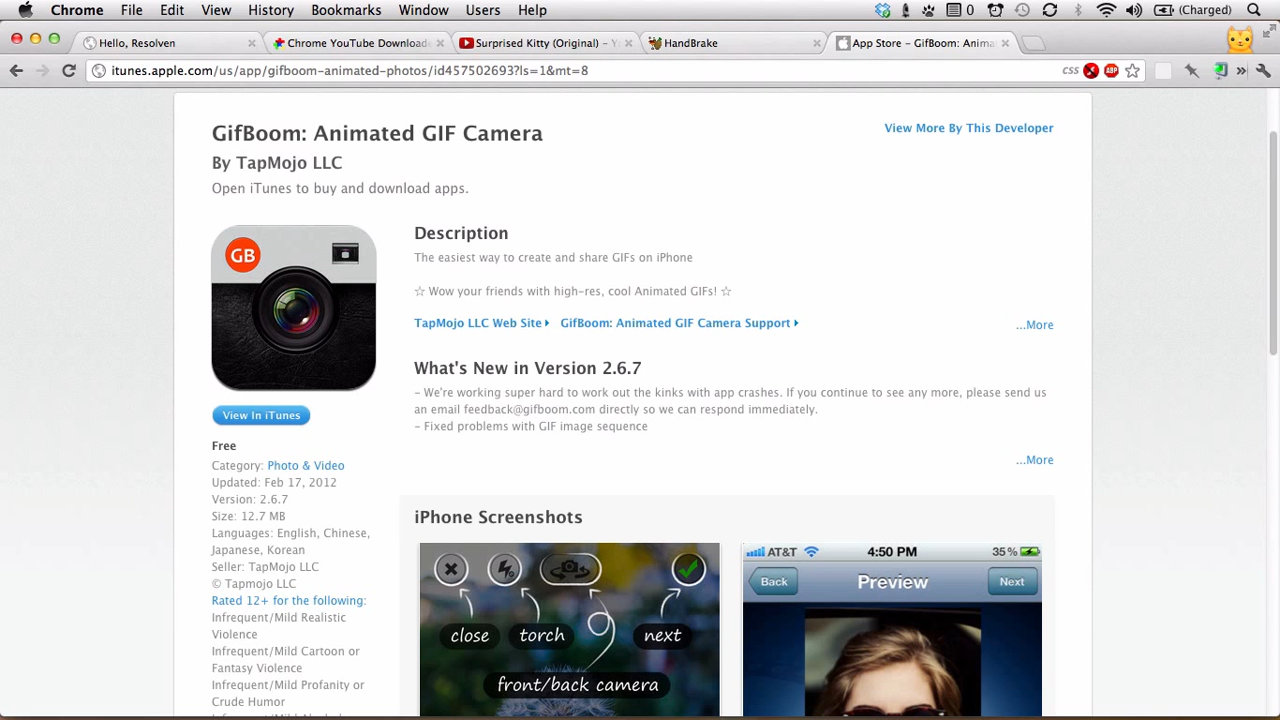 Chrome File Edit View History Bookmarks Window Users Help 0 (Charged)
Hello, Resolven
Chrome YouTube Download
Surprised Kitty (Original) – Y
HandBrake
App Store – GifBoom: Anima
itunes.apple.com/us/app/gifboom-animated-photos/id457502693?ls=1&mt=8
CSS ABP
GifBoom: Animated GIF Camera
View More By This Developer
By TapMojo LLC
Open iTunes to buy and download apps.
GB
View In iTunes
Free
Category: Photo & Video
Updated: Feb 17, 2012
Version: 2.6.7
Size: 12.7 MB
Languages: English, Chinese,
Japanese, Korean
Seller: TapMojo LLC
© Tapmojo LLC
Rated 12+ for the following:
Infrequent/Mild Realistic
Violence
Infrequent/Mild Cartoon or
Fantasy Violence
Infrequent/Mild Profanity or
Crude Humor
Description
The easiest way to create and share GIFs on iPhone
☆ Wow your friends with high-res, cool Animated GIFs! ☆
TapMojo LLC Web Site GifBoom: Animated GIF Camera Support
...More
What's New in Version 2.6.7
- We're working super hard to work out the kinks with app crashes. If you continue to see any more, please send us
an email feedback@gifboom.com directly so we can respond immediately.
- Fixed problems with GIF image sequence
...More
iPhone Screenshots
close torch next
front/back camera
AT&T 4:50 PM 35%
Back Preview Next